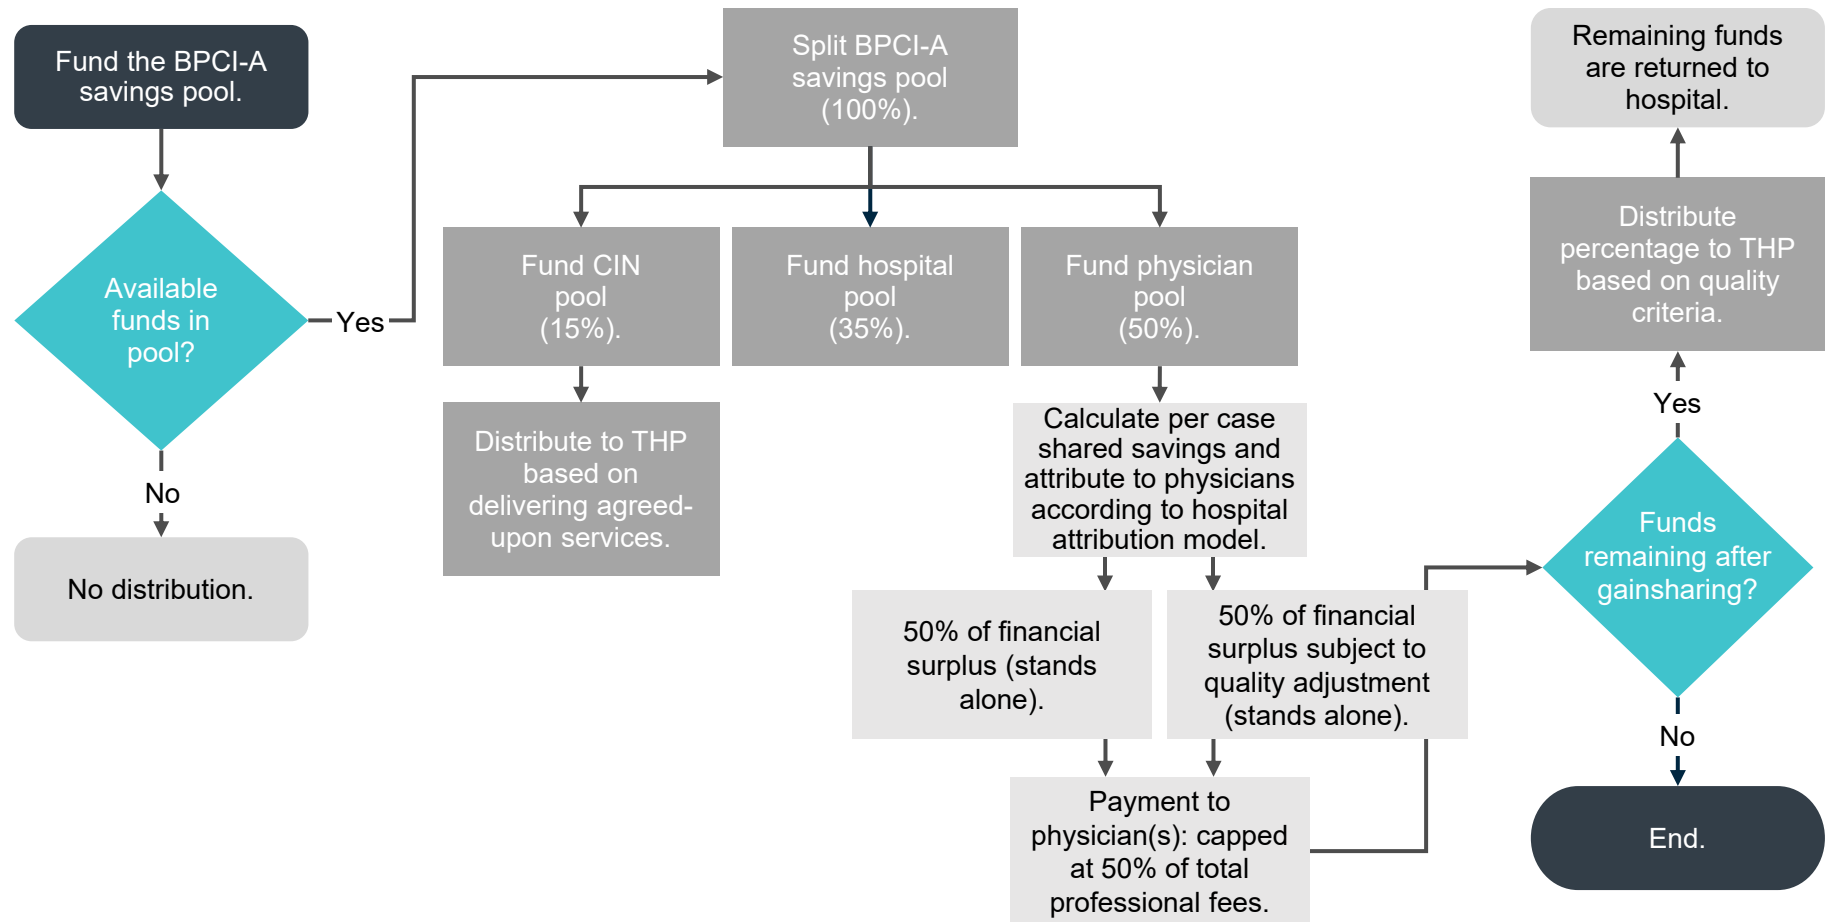 Fund the BPCI-A
savings pool.
Available
funds in
pool?
Yes
No
No distribution.
Split BPCI-A
savings pool
(100%).
Fund CIN
pool
(15%).
Fund hospital
pool
(35%).
Fund physician
pool
(50%).
Distribute to THP
based on
delivering agreed-
upon services.
Calculate per case
shared savings and
attribute to physicians
according to hospital
attribution model.
50% of financial
surplus (stands
alone).
50% of financial
surplus subject to
quality adjustment
(stands alone).
Payment to
physician(s): capped
at 50% of total
professional fees.
Funds
remaining after
gainsharing?
Yes
Distribute
percentage to THP
based on quality
criteria.
Remaining funds
are returned to
hospital.
No
End.